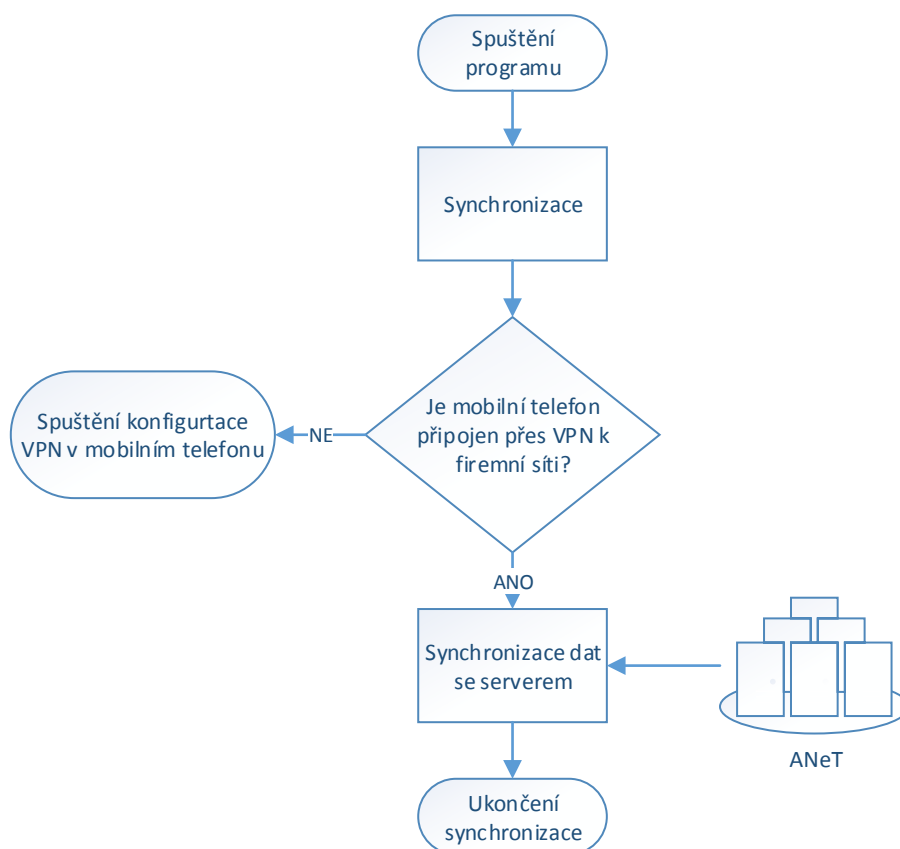 Spuštění
programu
Synchronizace
Je mobilní telefon
připojen přes VPN k
firemní síti?
NE
Spuštění konfigurtace
VPN v mobilním telefonu
ANO
Synchronizace dat
se serverem
ANeT
Ukončení
synchronizace